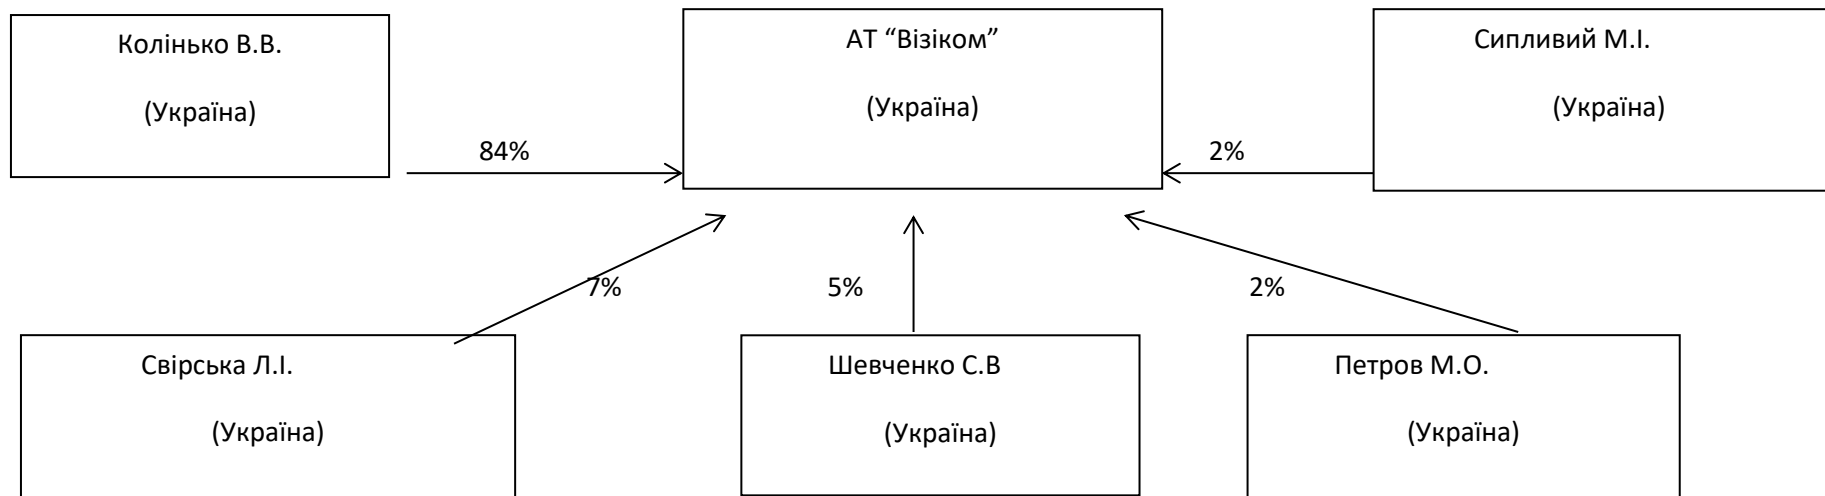 Колінько В.В.
(Україна)
АТ “Візіком”
(Україна)
Сипливий М.І.
(Україна)
84%
2%
7%
5%
2%
Свірська Л.І.
(Україна)
Шевченко С.В
(Україна)
Петров М.О.
(Україна)